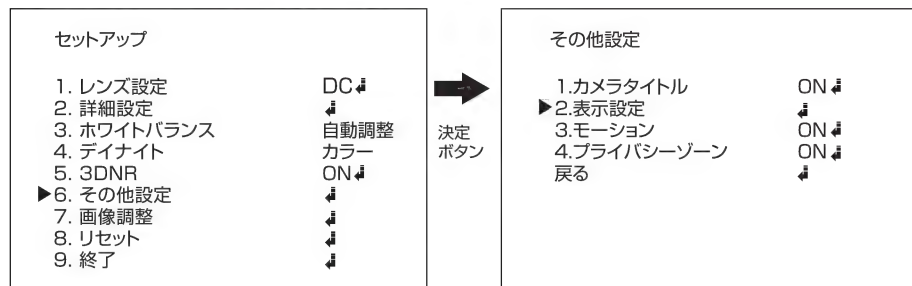 セットアップ
1. レンズ設定 DC↲
2. 詳細設定 ↲
3. ホワイトバランス 自動調整
4. デイナイト カラー
5. 3DNR ON↲
▶6. その他設定 ↲
7. 画像調整 ↲
8. リセット ↲
9. 終了 ↲
決定
ボタン
その他設定
1.カメラタイトル ON↲
▶2.表示設定 ↲
3.モーション ON↲
4.プライバシーゾーン ON↲
戻る ↲